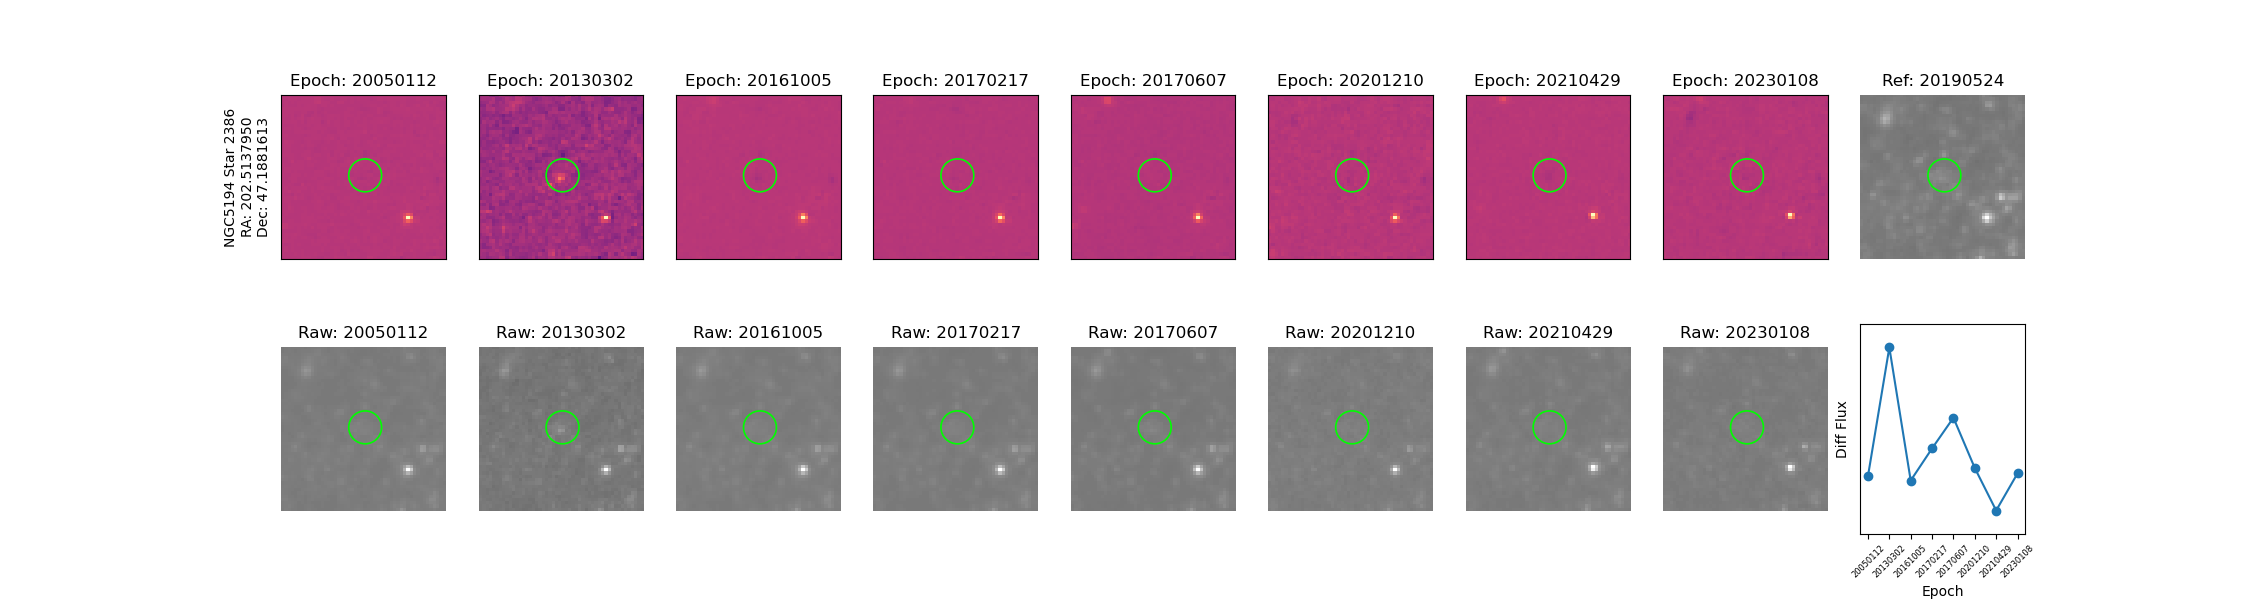 NGC5194 Star 2386
RA: 202.5137950
Dec: 47.1881613
Epoch: 20050112
Epoch: 20130302
Epoch: 20161005
Epoch: 20170217
Epoch: 20170607
Epoch: 20201210
Epoch: 20210429
Epoch: 20230108
Ref: 20190524
Raw: 20050112
Raw: 20130302
Raw: 20161005
Raw: 20170217
Raw: 20170607
Raw: 20201210
Raw: 20210429
Raw: 20230108
Diff Flux
20050112
20130302
20161005
20170217
20170607
20201210
20210429
20230108
Epoch